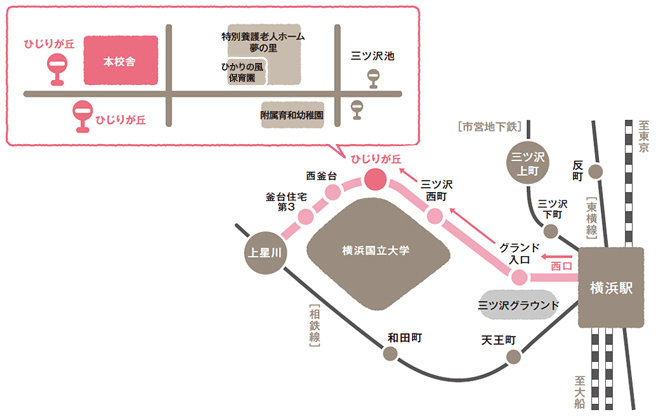 ひじりが丘
本校舎
特別養護老人ホーム
夢の里
ひかりの風
保育園
三ツ沢池
ひじりが丘
附属育和幼稚園
[市営地下鉄]
至東京
三ツ沢
上町
反
町
ひじりが丘
西釜台
三ツ沢
西町
釜台住宅
第3
三ツ沢
下町
[東横線]
グランド
入口
西口
上星川
横浜国立大学
横浜駅
三ツ沢グラウンド
[相鉄線]
和田町
天王町
至大船